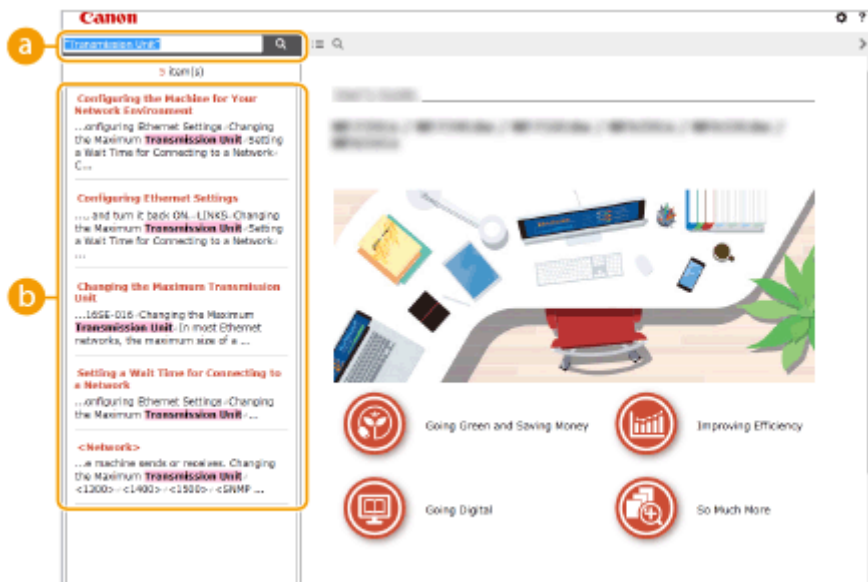 Canon
?
a
"Transmission Unit"
5 item(s)
b
Configuring the Machine for Your
Network Environment
...onfiguring Ethernet Settings Changing
the Maximum Transmission Unit Setting
a Wait Time for Connecting to a Network
C...
Configuring Ethernet Settings
.... and turn it back ON. LINKS Changing
the Maximum Transmission Unit Setting
a Wait Time for Connecting to a Network
...
Changing the Maximum Transmission
Unit
...16SE-016 Changing the Maximum
Transmission Unit In most Ethernet
networks, the maximum size of a ...
Setting a Wait Time for Connecting to
a Network
...onfiguring Ethernet Settings Changing
the Maximum Transmission Unit ...
<Network>
...e machine sends or receives. Changing
the Maximum Transmission Unit
<1300> <1400> <1500> <SNMP ...
Going Green and Saving Money
Improving Efficiency
Going Digital
So Much More